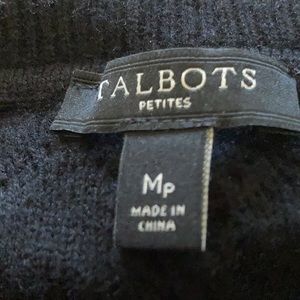 TALBOTS
PETITES
MP
MADE IN
CHINA